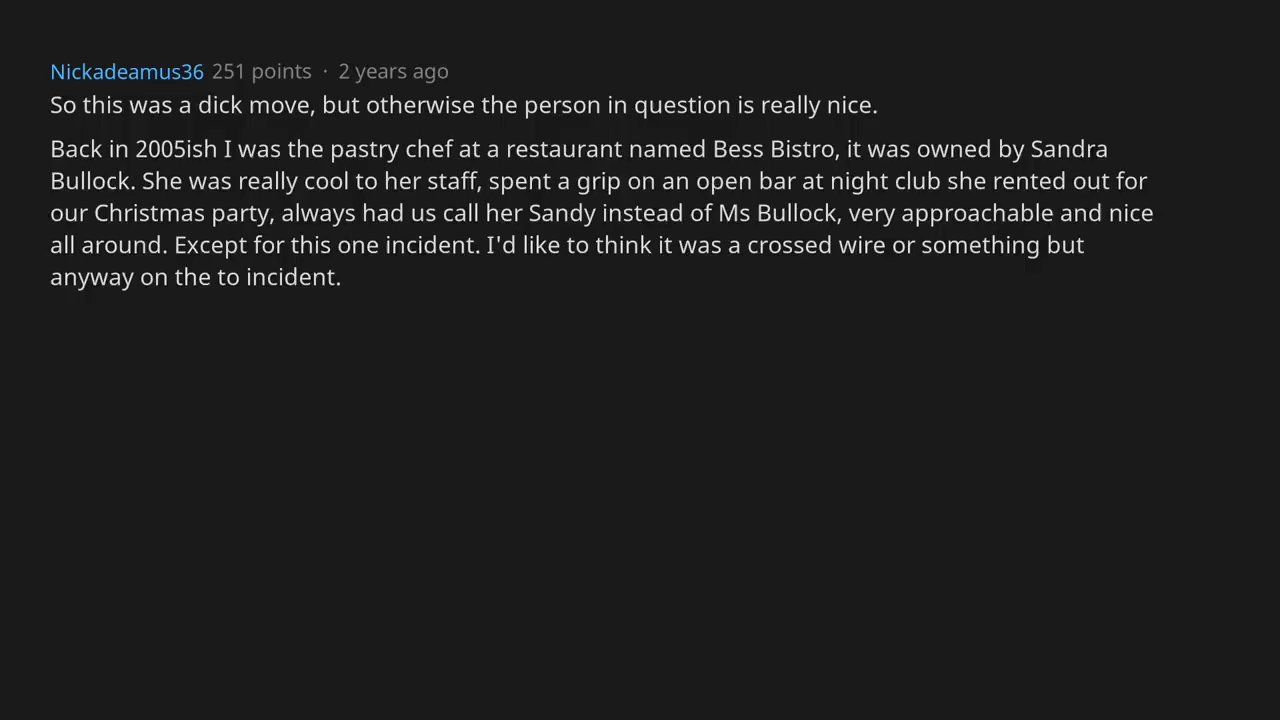 Nickadeamus36 251 points · 2 years ago
So this was a dick move, but otherwise the person in question is really nice.
Back in 2005ish I was the pastry chef at a restaurant named Bess Bistro, it was owned by Sandra
Bullock. She was really cool to her staff, spent a grip on an open bar at night club she rented out for
our Christmas party, always had us call her Sandy instead of Ms Bullock, very approachable and nice
all around. Except for this one incident. I'd like to think it was a crossed wire or something but
anyway on the to incident.